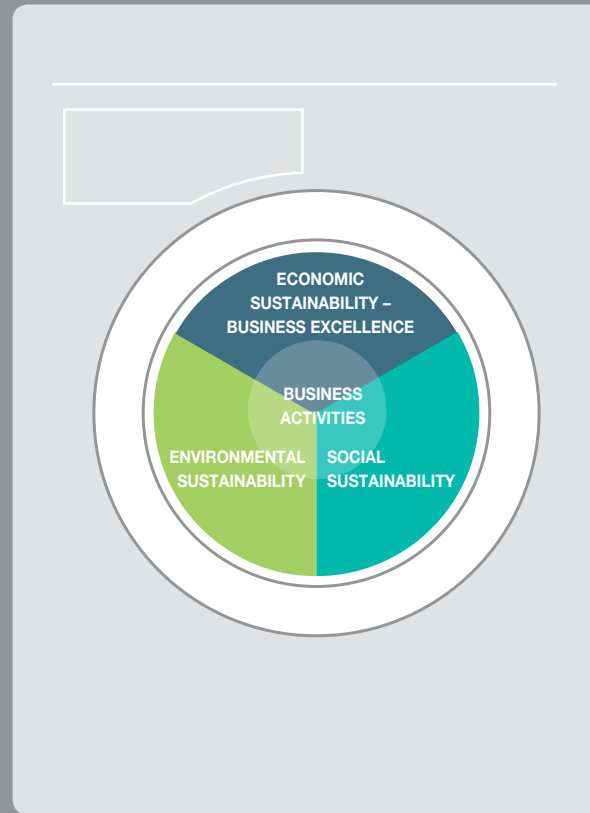 ECONOMIC
SUSTAINABILITY –
BUSINESS EXCELLENCE
BUSINESS
ACTIVITIES
ENVIRONMENTAL
SUSTAINABILITY
SOCIAL
SUSTAINABILITY